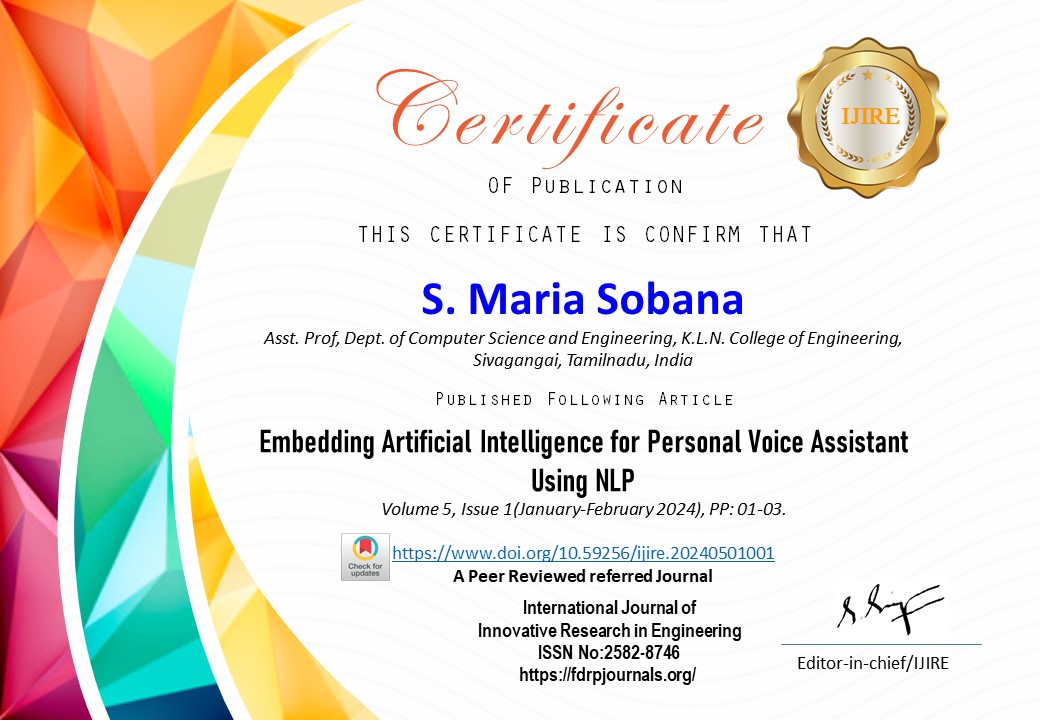 Certificate
IJIRE
OF PUBLICATION
THIS CERTIFICATE IS CONFIRM THAT
S. Maria Sobana
Asst. Prof, Dept. of Computer Science and Engineering, K.L.N. College of Engineering,
Sivagangai, Tamilnadu, India
PUBLISHED FOLLOWING ARTICLE
Embedding Artificial Intelligence for Personal Voice Assistant
Using NLP
Volume 5, Issue 1(January-February 2024), PP: 01-03.
Check for
updates
https://www.doi.org/10.59256/ijire.20240501001
A Peer Reviewed referred Journal
International Journal of
Innovative Research in Engineering
ISSN No:2582-8746
https://fdrpjournals.org/
Editor-in-chief/IJIRE